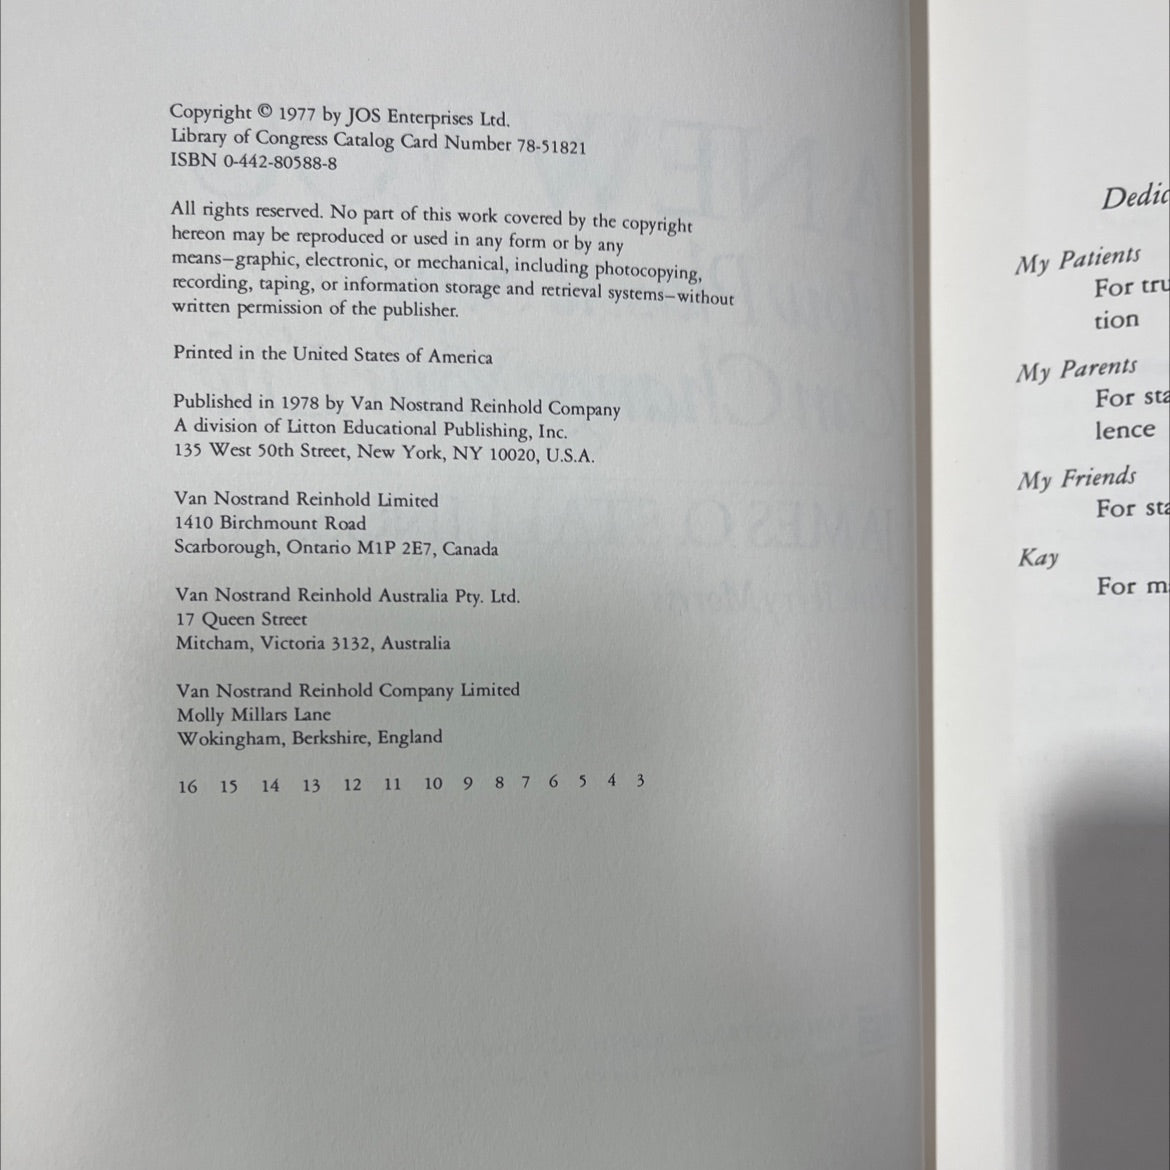 Copyright © 1977 by JOS Enterprises Ltd.
Library of Congress Catalog Card Number 78-51821
ISBN 0-442-80588-8
All rights reserved. No part of this work covered by the copyright
hereon may be reproduced or used in any form or by any
means—graphic, electronic, or mechanical, including photocopying,
recording, taping, or information storage and retrieval systems—without
written permission of the publisher.
Printed in the United States of America
Published in 1978 by Van Nostrand Reinhold Company
A division of Litton Educational Publishing, Inc.
135 West 50th Street, New York, NY 10020, U.S.A.
Van Nostrand Reinhold Limited
1410 Birchmount Road
Scarborough, Ontario M1P 2E7, Canada
Van Nostrand Reinhold Australia Pty. Ltd.
17 Queen Street
Mitcham, Victoria 3132, Australia
Van Nostrand Reinhold Company Limited
Molly Millars Lane
Wokingham, Berkshire, England
16 15 14 13 12 11 10 9 8 7 6 5 4 3
Dedic
My Patients
For tru
tion
My Parents
For sta
lence
My Friends
For sta
Kay
For m